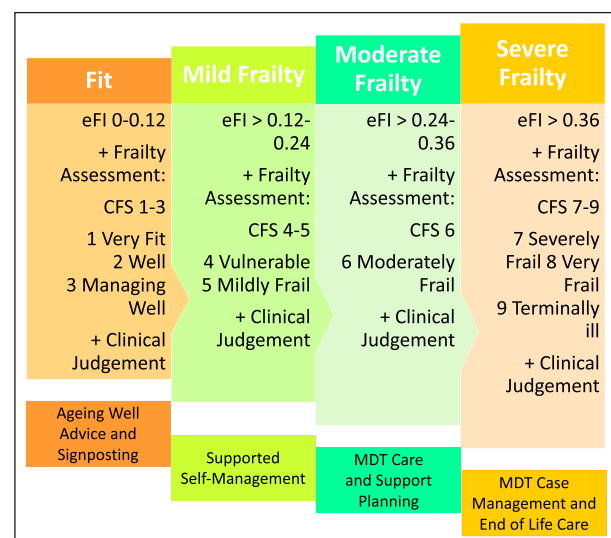 Fit
eFI 0-0.12
+ Frailty
Assessment:
CFS 1-3
1 Very Fit
2 Well
3 Managing
Well
+ Clinical
Judgement
Ageing Well
Advice and
Signposting
Mild Frailty
eFI > 0.12-
0.24
+ Frailty
Assessment:
CFS 4-5
4 Vulnerable
5 Mildly Frail
+ Clinical
Judgement
Supported
Self-Management
Moderate
Frailty
eFI > 0.24-
0.36
+ Frailty
Assessment:
CFS 6
6 Moderately
Frail
+ Clinical
Judgement
MDT Care
and Support
Planning
Severe
Frailty
eFI > 0.36
+ Frailty
Assessment:
CFS 7-9
7 Severely
Frail 8 Very
Frail
9 Terminally
ill
+ Clinical
Judgement
MDT Case
Management and
End of Life Care